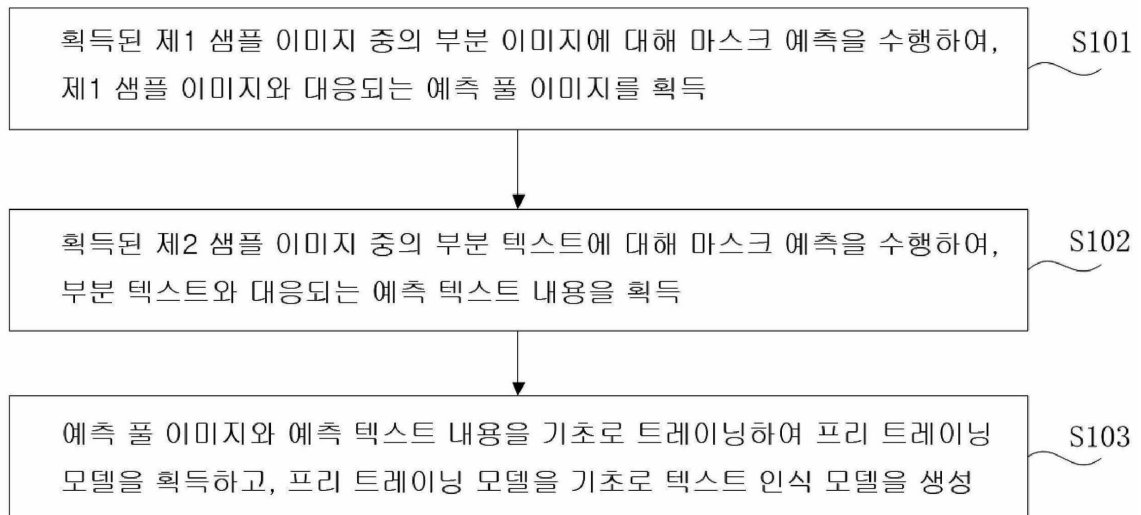 획득된 제1 샘플 이미지 중의 부분 이미지에 대해 마스크 예측을 수행하여,
제1 샘플 이미지와 대응되는 예측 풀 이미지를 획득
S101
획득된 제2 샘플 이미지 중의 부분 텍스트에 대해 마스크 예측을 수행하여,
부분 텍스트와 대응되는 예측 텍스트 내용을 획득
S102
예측 풀 이미지와 예측 텍스트 내용을 기초로 트레이닝하여 프리 트레이닝
모델을 획득하고, 프리 트레이닝 모델을 기초로 텍스트 인식 모델을 생성
S103